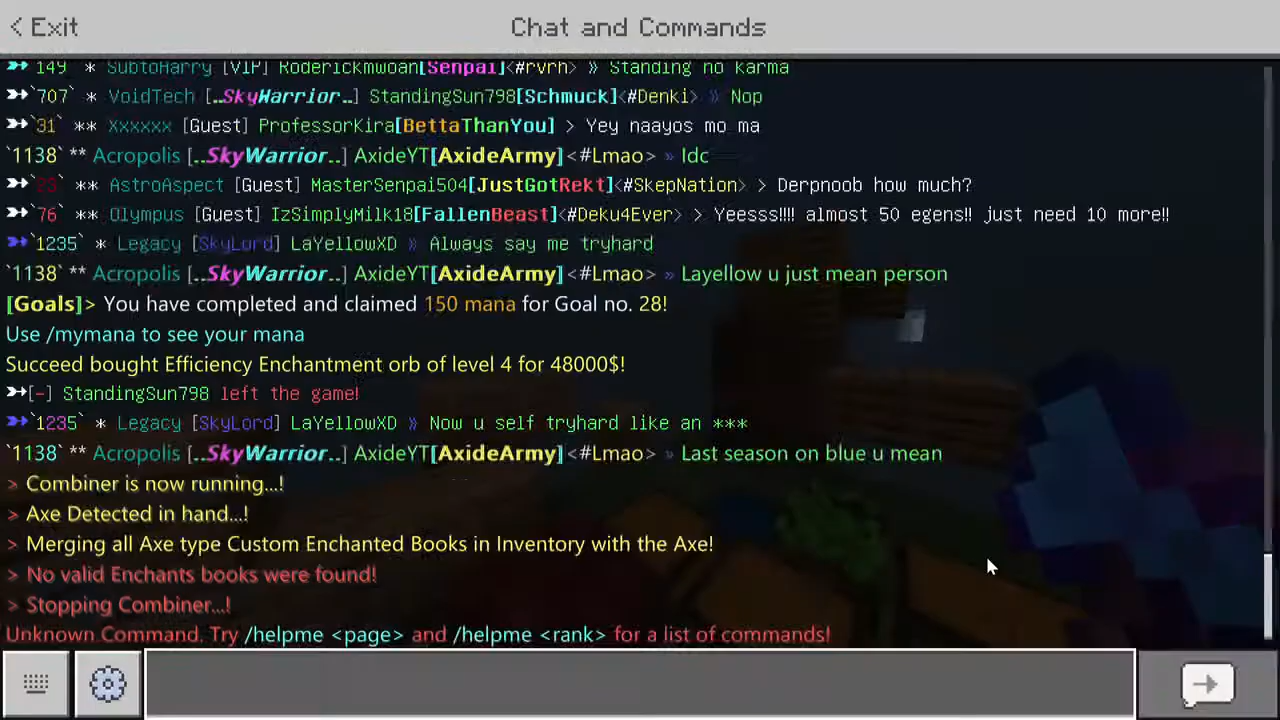 < Exit
Chat and Commands
➳`149` * SubtoHarry [VIP] Roderickmwoah[Senpai]<#rvrh> » Standing no karma
➳`707` * VoidTech [..SkyWarrior..] StandingSun798[Schmuck]<#Denki> » Nop
➳`31` ** Xxxxxx [Guest] ProfessorKira[BettaThanYou] > Yey naayos mo ma
`1138` ** Acropolis [..SkyWarrior..] AxideYT[AxideArmy]<#Lmao> » Idc
➳`23` ** AstroAspect [Guest] MasterSenpai504[JustGotRekt]<#SkepNation> > Derpnoob how much?
➳`76` ** Olympus [Guest] IzSimplyMilk18[FallenBeast]<#Deku4Ever> > Yeesss!!!! almost 50 egens!! just need 10 more!!
➳`1235` * Legacy [SkyLord] LaYellowXD » Always say me tryhard
`1138` ** Acropolis [..SkyWarrior..] AxideYT[AxideArmy]<#Lmao> » Layellow u just mean person
[Goals]> You have completed and claimed 150 mana for Goal no. 28!
Use /mymana to see your mana
Succeed bought Efficiency Enchantment orb of level 4 for 48000$!
➳[-] StandingSun798 left the game!
➳`1235` * Legacy [SkyLord] LaYellowXD » Now u self tryhard like an ***
`1138` ** Acropolis [..SkyWarrior..] AxideYT[AxideArmy]<#Lmao> » Last season on blue u mean
> Combiner is now running...!
> Axe Detected in hand...!
> Merging all Axe type Custom Enchanted Books in Inventory with the Axe!
> No valid Enchants books were found!
> Stopping Combiner...!
Unknown Command. Try /helpme <page> and /helpme <rank> for a list of commands!